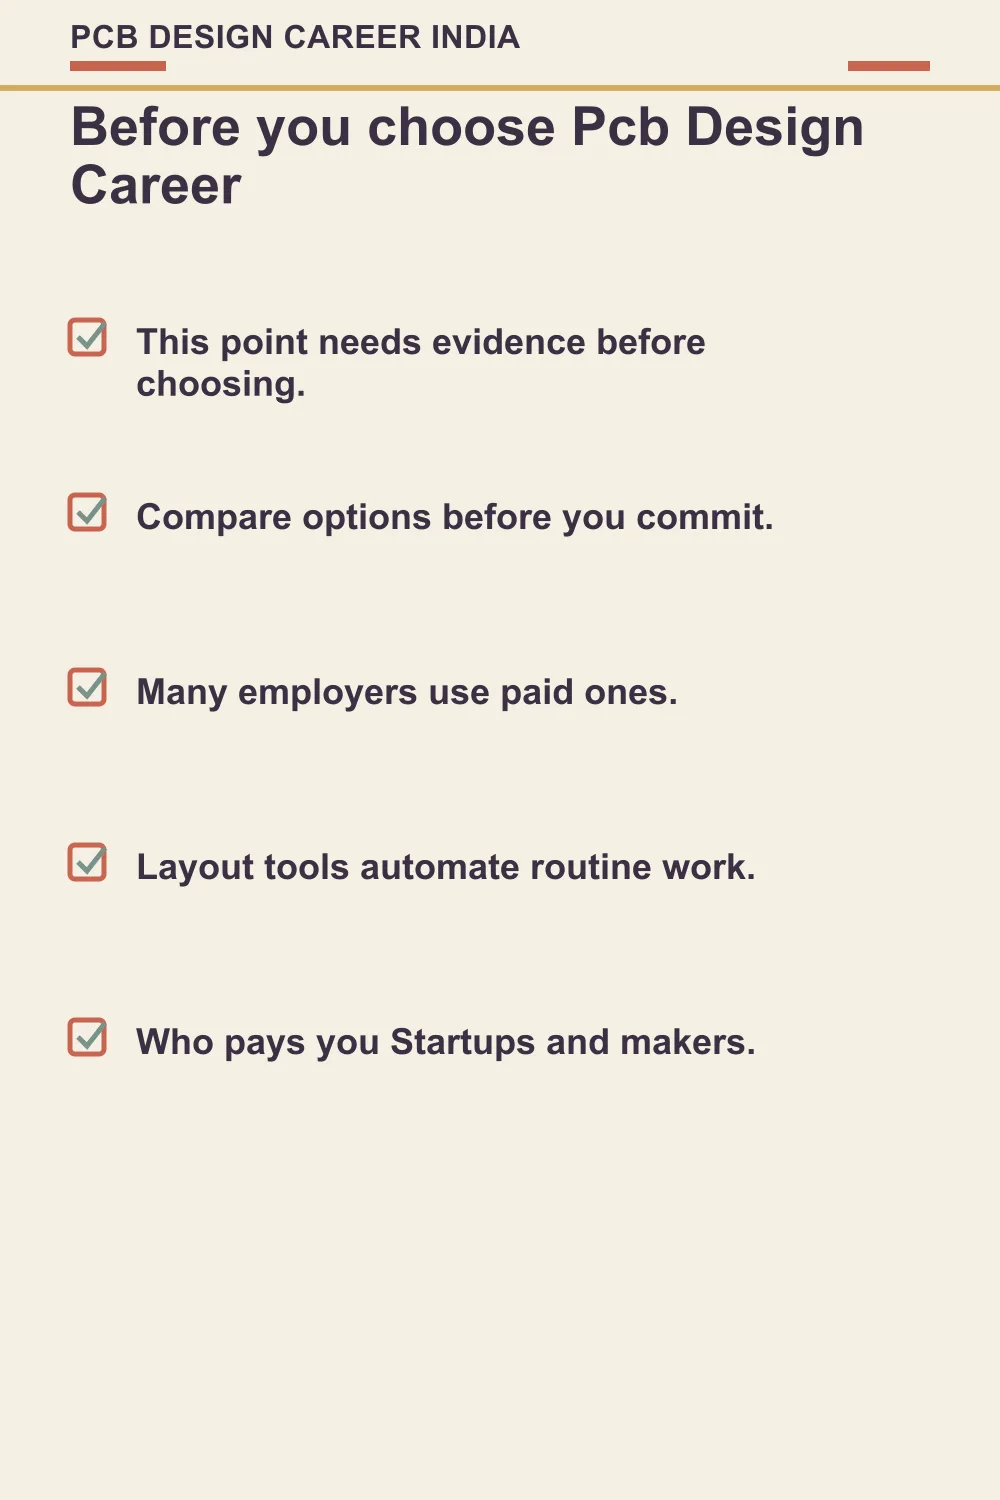 PCB DESIGN CAREER INDIA
Before you choose Pcb Design
Career
This point needs evidence before
choosing.
Compare options before you commit.
Many employers use paid ones.
Layout tools automate routine work.
Who pays you Startups and makers.